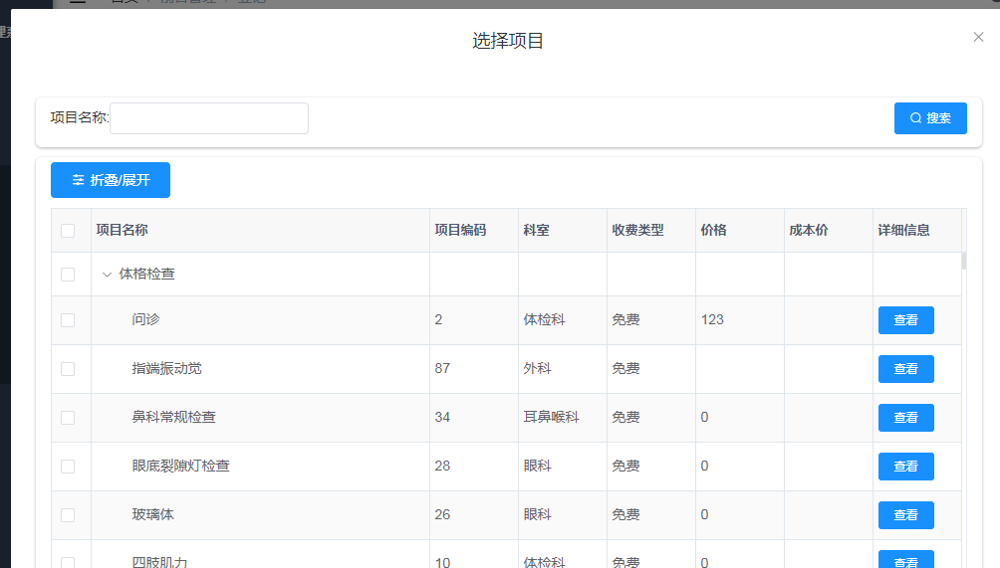 选择项目
项目名称:
搜索
折叠/展开
项目名称 项目编码 科室 收费类型 价格 成本价 详细信息
体格检查
问诊 2 体检科 免费 123 查看
指端振动觉 87 外科 免费 查看
鼻科常规检查 34 耳鼻喉科 免费 0 查看
眼底裂隙灯检查 28 眼科 免费 0 查看
玻璃体 26 眼科 免费 0 查看
四肢肌力 10 体检科 免费 0 查看